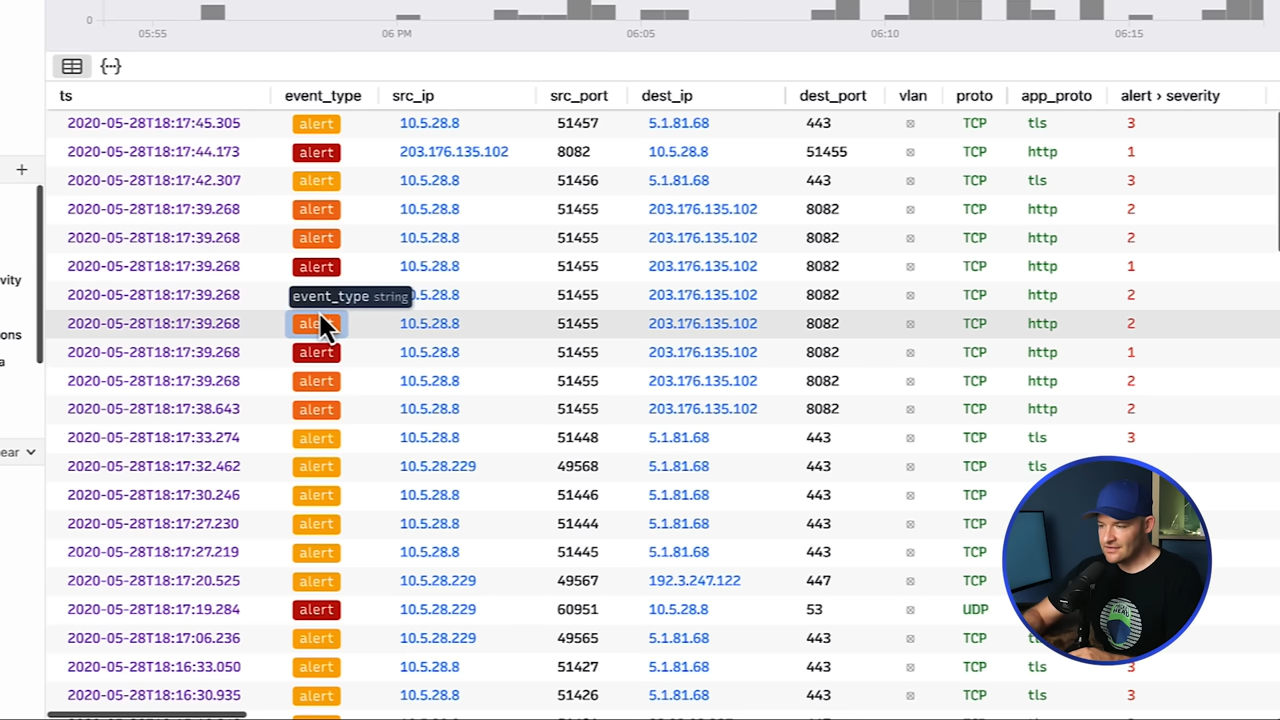 0
05:55 06 PM 06:05 06:10 06:15
{--}
ts event_type src_ip src_port dest_ip dest_port vlan proto app_proto alert › severity
2020-05-28T18:17:45.305 alert 10.5.28.8 51457 5.1.81.68 443 TCP tls 3
2020-05-28T18:17:44.173 alert 203.176.135.102 8082 10.5.28.8 51455 TCP http 1
+
2020-05-28T18:17:42.307 alert 10.5.28.8 51456 5.1.81.68 443 TCP tls 3
2020-05-28T18:17:39.268 alert 10.5.28.8 51455 203.176.135.102 8082 TCP http 2
2020-05-28T18:17:39.268 alert 10.5.28.8 51455 203.176.135.102 8082 TCP http 2
2020-05-28T18:17:39.268 alert 10.5.28.8 51455 203.176.135.102 8082 TCP http 1
vity
2020-05-28T18:17:39.268 event_type string 0.5.28.8 51455 203.176.135.102 8082 TCP http 2
2020-05-28T18:17:39.268 ale 10.5.28.8 51455 203.176.135.102 8082 TCP http 2
ons
2020-05-28T18:17:39.268 alert 10.5.28.8 51455 203.176.135.102 8082 TCP http 1
a
2020-05-28T18:17:39.268 alert 10.5.28.8 51455 203.176.135.102 8082 TCP http 2
2020-05-28T18:17:38.643 alert 10.5.28.8 51455 203.176.135.102 8082 TCP http 2
2020-05-28T18:17:33.274 alert 10.5.28.8 51448 5.1.81.68 443 TCP tls 3
ear
2020-05-28T18:17:32.462 alert 10.5.28.229 49568 5.1.81.68 443 TCP tls
2020-05-28T18:17:30.246 alert 10.5.28.8 51446 5.1.81.68 443 TCP
2020-05-28T18:17:27.230 alert 10.5.28.8 51444 5.1.81.68 443 TCP
2020-05-28T18:17:27.219 alert 10.5.28.8 51445 5.1.81.68 443 TCP
2020-05-28T18:17:20.525 alert 10.5.28.229 49567 192.3.247.122 447 TCP
2020-05-28T18:17:19.284 alert 10.5.28.229 60951 10.5.28.8 53 UDP
2020-05-28T18:17:06.236 alert 10.5.28.229 49565 5.1.81.68 443 TCP
2020-05-28T18:16:33.050 alert 10.5.28.8 51427 5.1.81.68 443 TCP tls 3
2020-05-28T18:16:30.935 alert 10.5.28.8 51426 5.1.81.68 443 TCP tls 3